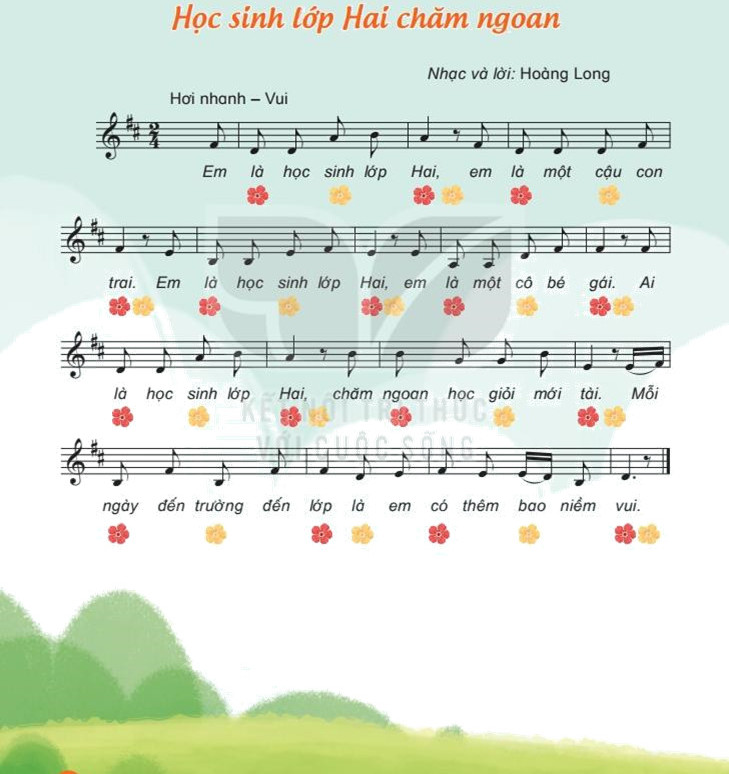 Học sinh lớp Hai chăm ngoan
Nhạc và lời: Hoàng Long
Hơi nhanh – Vui
2
4
Em là học sinh lớp Hai, em là một cậu con
trai. Em là học sinh lớp Hai, em là một cô bé gái. Ai
là học sinh lớp Hai, chăm ngoan học giỏi mới tài. Mỗi
KẾT NỐI TRI THỨC
VỚI CUỘC SỐNG
ngày đến trường đến lớp là em có thêm bao niềm vui.